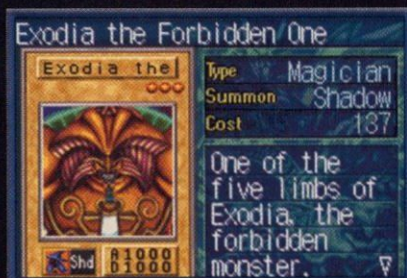 Exodia the Forbidden One
Exodia the
Type Magician
Summon Shadow
Cost 137
One of the
five limbs of
Exodia, the
forbidden
monster.
Shd A1000
D1000